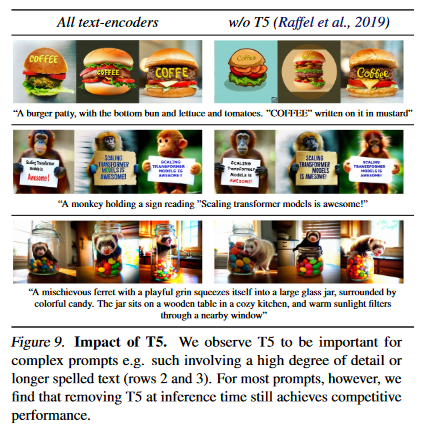 All text-encoders w/o T5 (Raffel et al., 2019)
COFFEE COFFEE COFFE COFFEE Coffee
"A burger patty, with the bottom bun and lettuce and tomatoes. "COFFEE" written on it in mustard"
Scaling Transformer
Models is
Awesome!
SCALING
TRANSFORMER
MODELS IS
AWESOME!
SCALING
TRANSFORMER
MODELS IS
AWESOME!
Scaling
Transformer
Models is
Awesome!
SCALING
TRANSFORMER
MODELS IS
AWESOME!
"A monkey holding a sign reading "Scaling transformer models is awesome!"
"A mischievous ferret with a playful grin squeezes itself into a large glass jar, surrounded by
colorful candy. The jar sits on a wooden table in a cozy kitchen, and warm sunlight filters
through a nearby window"
Figure 9. Impact of T5. We observe T5 to be important for
complex prompts e.g. such involving a high degree of detail or
longer spelled text (rows 2 and 3). For most prompts, however, we
find that removing T5 at inference time still achieves competitive
performance.